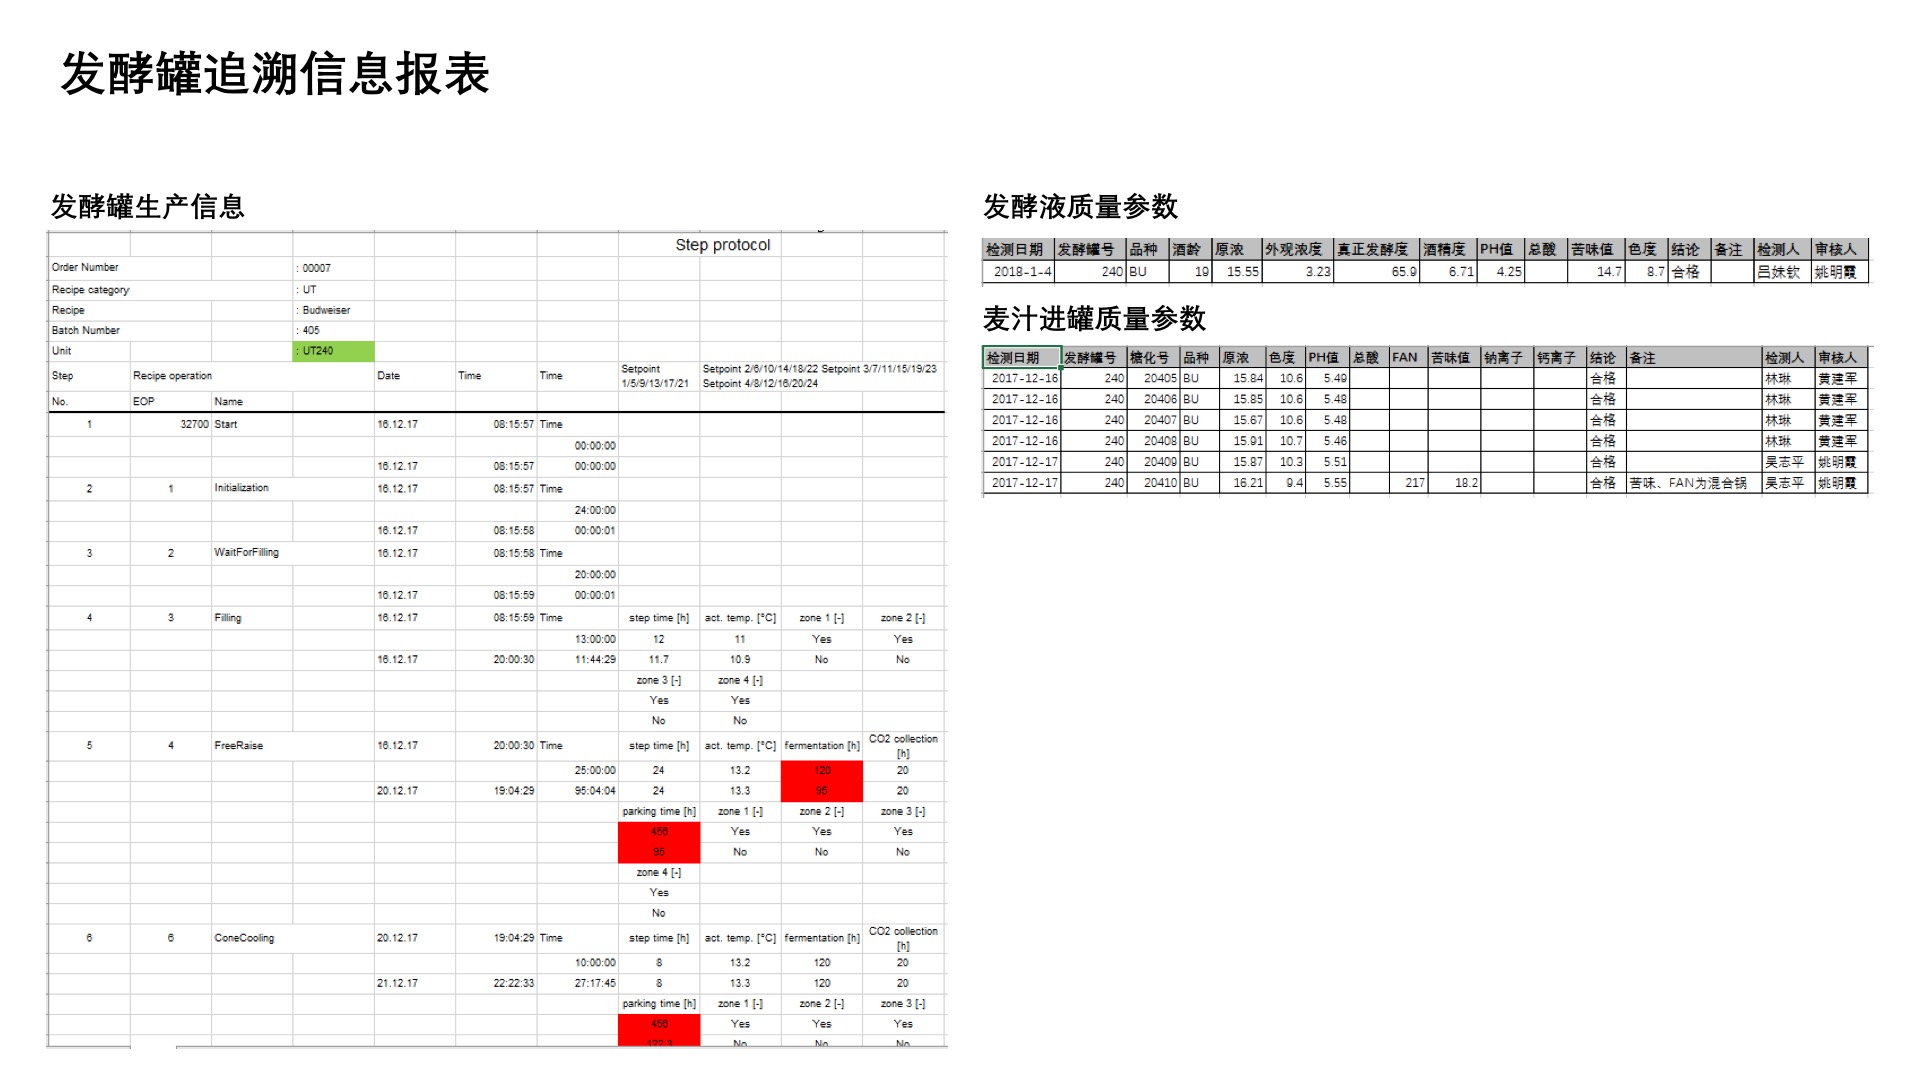 发酵罐追溯信息报表
发酵罐生产信息
Step protocol
Order Number : 00007
Recipe category : UT
Recipe : Budweiser
Batch Number : 405
Unit : UT240
Step Recipe operation Date Time Time Setpoint 1/5/9/13/17/21 Setpoint 2/6/10/14/18/22 Setpoint 3/7/11/15/19/23 Setpoint 4/8/12/16/20/24
No. EOP Name
1 32700 Start 16.12.17 08:15:57 Time
00:00:00
16.12.17 08:15:57 00:00:00
2 1 Initialization 16.12.17 08:15:57 Time
24:00:00
16.12.17 08:15:58 00:00:01
3 2 WaitForFilling 16.12.17 08:15:58 Time
20:00:00
16.12.17 08:15:59 00:00:01
4 3 Filling 16.12.17 08:15:59 Time step time [h] act. temp. [°C] zone 1 [-] zone 2 [-]
13:00:00 12 11 Yes Yes
16.12.17 20:00:30 11:44:29 11.7 10.9 No No
zone 3 [-] zone 4 [-]
Yes Yes
No No
5 4 FreeRaise 16.12.17 20:00:30 Time step time [h] act. temp. [°C] fermentation [h] CO2 collection [h]
25:00:00 24 13.2 120 20
20.12.17 19:04:29 95:04:04 24 13.3 95 20
parking time [h] zone 1 [-] zone 2 [-] zone 3 [-]
456 Yes Yes Yes
95 No No No
zone 4 [-]
Yes
No
6 6 ConeCooling 20.12.17 19:04:29 Time step time [h] act. temp. [°C] fermentation [h] CO2 collection [h]
10:00:00 8 13.2 120 20
21.12.17 22:22:33 27:17:45 8 13.3 120 20
parking time [h] zone 1 [-] zone 2 [-] zone 3 [-]
456 Yes Yes Yes
122.3 No No No
发酵液质量参数
检测日期 发酵罐号 品种 酒龄 原浓 外观浓度 真正发酵度 酒精度 PH值 总酸 苦味值 色度 结论 备注 检测人 审核人
2018-1-4 240 BU 19 15.55 3.23 65.9 6.71 4.25 14.7 8.7 合格 吕妹钦 姚明霞
麦汁进罐质量参数
检测日期 发酵罐号 糖化号 品种 原浓 色度 PH值 总酸 FAN 苦味值 钠离子 钙离子 结论 备注 检测人 审核人
2017-12-16 240 20405 BU 15.84 10.6 5.49 合格 林琳 黄建军
2017-12-16 240 20406 BU 15.85 10.6 5.48 合格 林琳 黄建军
2017-12-16 240 20407 BU 15.67 10.6 5.48 合格 林琳 黄建军
2017-12-16 240 20408 BU 15.91 10.7 5.46 合格 林琳 黄建军
2017-12-17 240 20409 BU 15.87 10.3 5.51 合格 吴志平 姚明霞
2017-12-17 240 20410 BU 16.21 9.4 5.55 217 18.2 合格 苦味、FAN为混合锅 吴志平 姚明霞